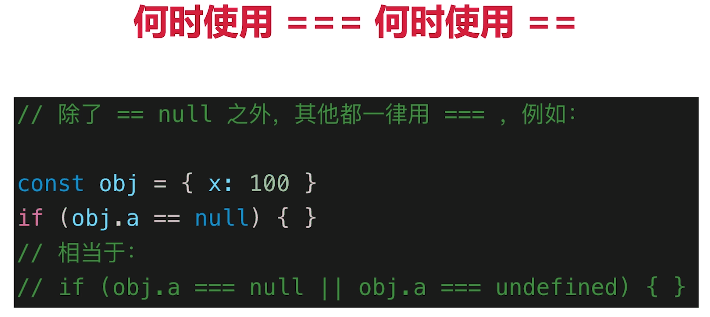 何时使用 === 何时使用 ==
// 除了 == null 之外，其他都一律用 === ，例如：
const obj = { x: 100 }
if (obj.a == null) { }
// 相当于：
// if (obj.a === null || obj.a === undefined) { }